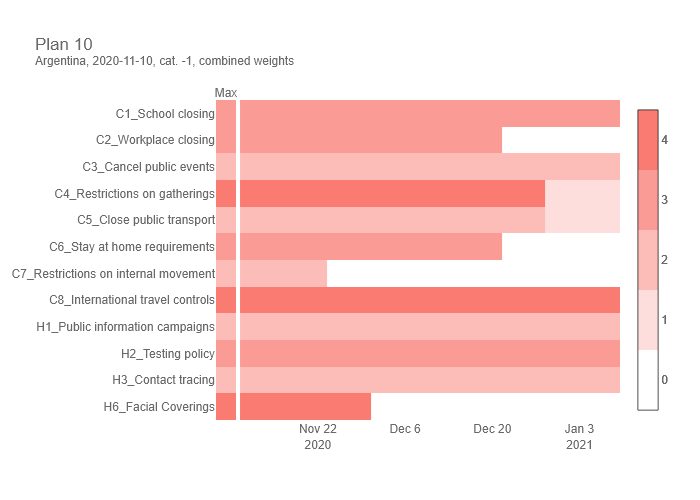 Plan 10
Argentina, 2020-11-10, cat. -1, combined weights
Max
C1_School closing
C2_Workplace closing
C3_Cancel public events
C4_Restrictions on gatherings
C5_Close public transport
C6_Stay at home requirements
C7_Restrictions on internal movement
C8_International travel controls
H1_Public information campaigns
H2_Testing policy
H3_Contact tracing
H6_Facial Coverings
Nov 22 Dec 6 Dec 20 Jan 3
2020 2021
4
3
2
1
0